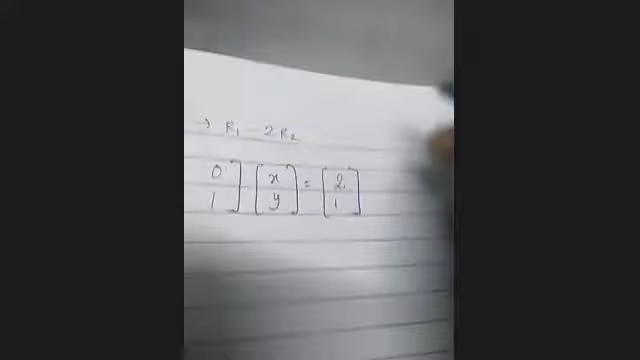 → R₁ - 2R₂
0] [x] = [2]
1] [y] [1]